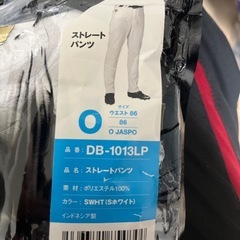 ストレート
パンツ
O
サイズ
ウエスト 86
86
O JASPO
品番：DB-1013LP
品名：ストレートパンツ
素材：ポリエステル100%
カラー：SWHT(Sホワイト)
インドネシア製